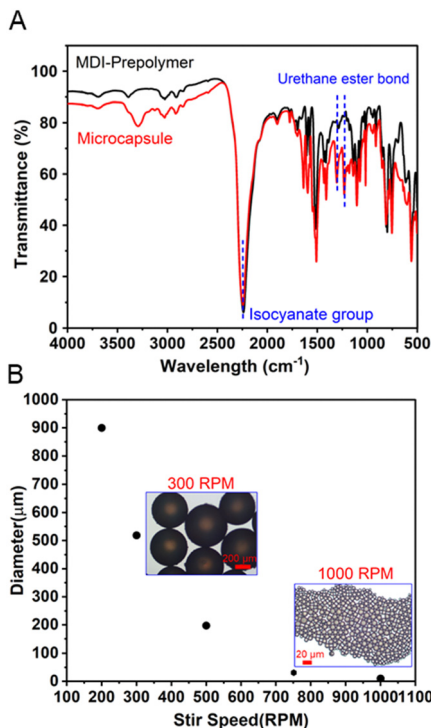 A
MDI-Prepolymer
Urethane ester bond
Microcapsule
Isocyanate group
Transmittance (%)
100
80
60
40
20
0
4000 3500 3000 2500 2000 1500 1000 500
Wavelength (cm-1)
B
Diameter(μm)
1000
900
800
700
600
500
400
300
200
100
0
300 RPM
200 μm
1000 RPM
20 μm
100 200 300 400 500 600 700 800 900 1000 1100
Stir Speed(RPM)